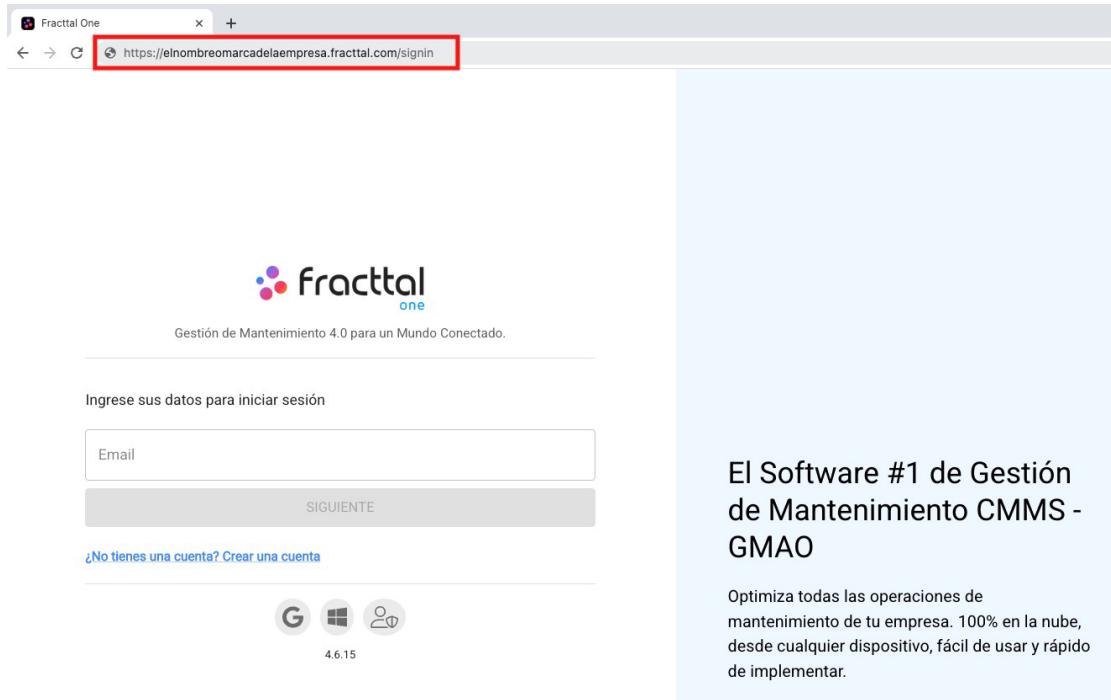 Fracttal One
https://elnombreomarcadelaempresa.fracttal.com/signin
fracttal
one
Gestión de Mantenimiento 4.0 para un Mundo Conectado.
Ingrese sus datos para iniciar sesión
Email
SIGUIENTE
¿No tienes una cuenta? Crear una cuenta
G
4.6.15
El Software #1 de Gestión
de Mantenimiento CMMS -
GMAO
Optimiza todas las operaciones de
mantenimiento de tu empresa. 100% en la nube,
desde cualquier dispositivo, fácil de usar y rápido
de implementar.